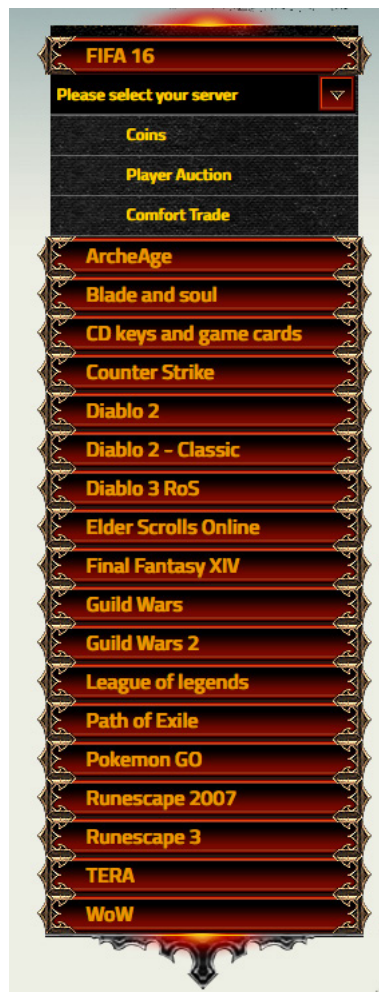 FIFA 16
Please select your server
Coins
Player Auction
Comfort Trade
ArcheAge
Blade and soul
CD keys and game cards
Counter Strike
Diablo 2
Diablo 2 - Classic
Diablo 3 RoS
Elder Scrolls Online
Final Fantasy XIV
Guild Wars
Guild Wars 2
League of legends
Path of Exile
Pokemon GO
Runescape 2007
Runescape 3
TERA
WoW